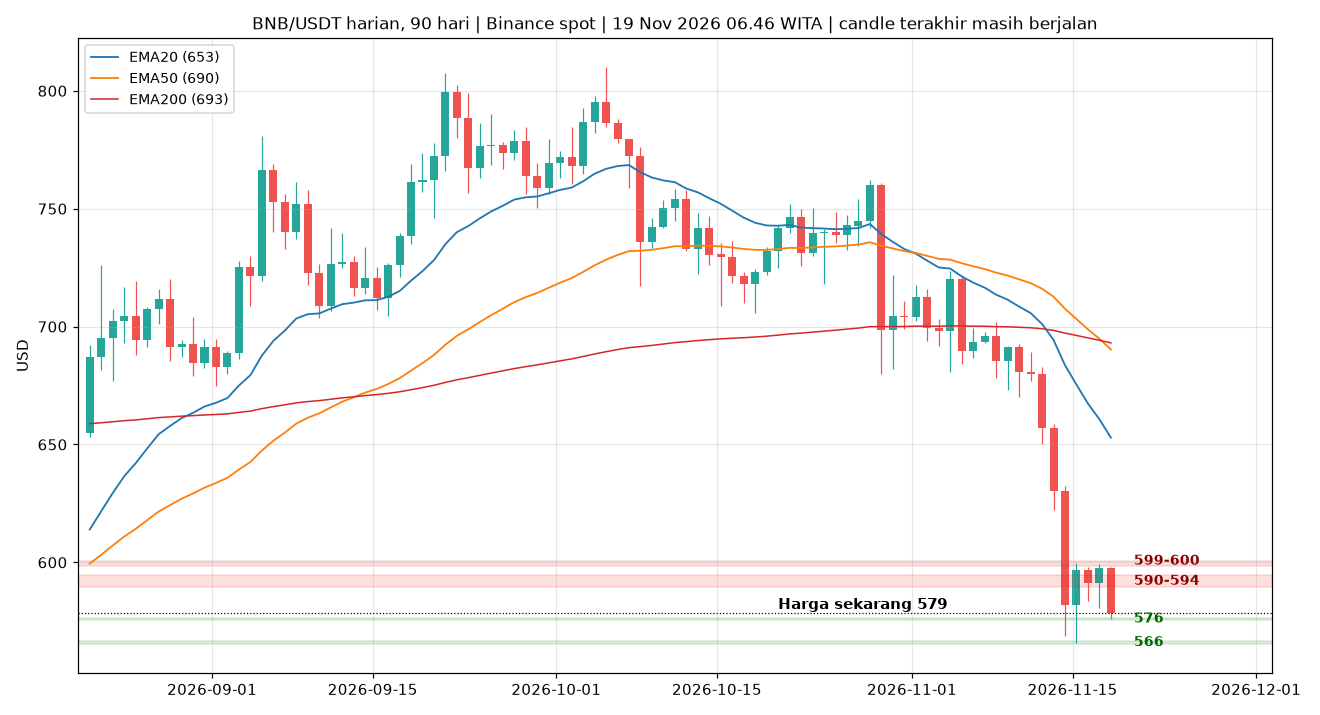 BNB/USDT harian, 90 hari | Binance spot | 19 Nov 2026 06.46 WITA | candle terakhir masih berjalan
EMA20 (653)
EMA50 (690)
EMA200 (693)
USD
800
750
700
650
600
599-600
590-594
Harga sekarang 579
576
566
2026-09-01
2026-09-15
2026-10-01
2026-10-15
2026-11-01
2026-11-15
2026-12-01